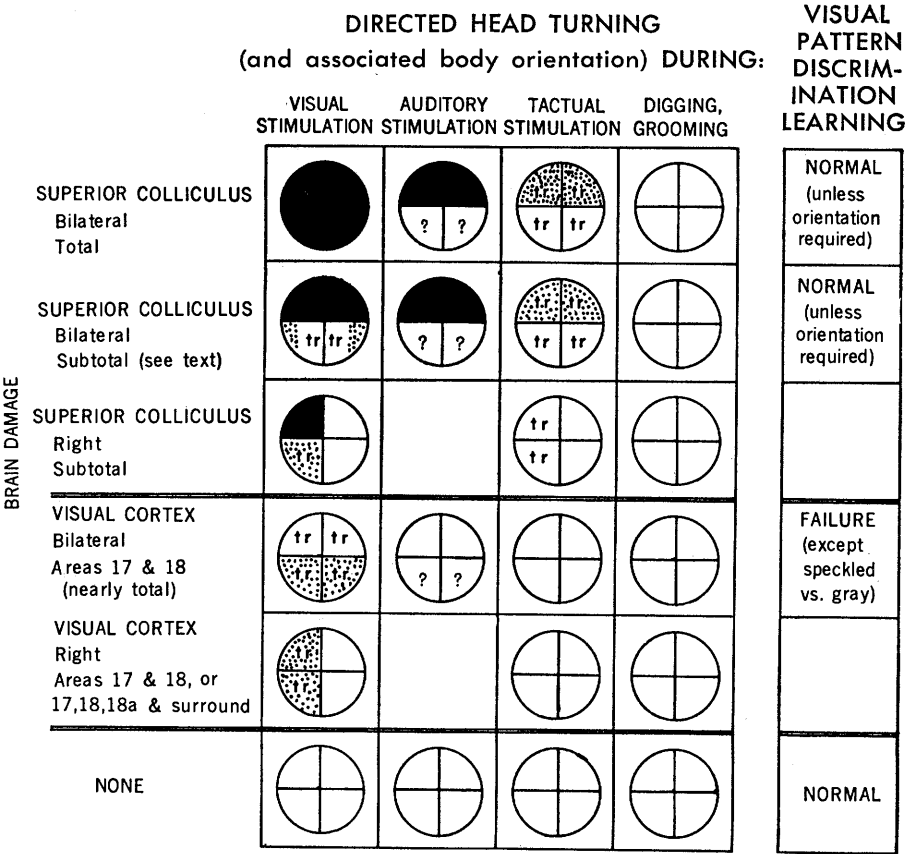 DIRECTED HEAD TURNING
(and associated body orientation) DURING:
VISUAL
PATTERN
DISCRIM-
INATION
LEARNING
VISUAL
STIMULATION
AUDITORY
STIMULATION
TACTUAL
STIMULATION
DIGGING,
GROOMING
BRAIN DAMAGE
SUPERIOR COLLICULUS
Bilateral
Total
? ?
tr tr
tr tr
NORMAL
(unless
orientation
required)
SUPERIOR COLLICULUS
Bilateral
Subtotal (see text)
tr tr
? ?
tr tr
tr tr
NORMAL
(unless
orientation
required)
SUPERIOR COLLICULUS
Right
Subtotal
tr
tr
tr
VISUAL CORTEX
Bilateral
Areas 17 & 18
(nearly total)
tr tr
tr tr
? ?
FAILURE
(except
speckled
vs. gray)
VISUAL CORTEX
Right
Areas 17 & 18, or
17,18,18a & surround
tr
tr
NONE
NORMAL